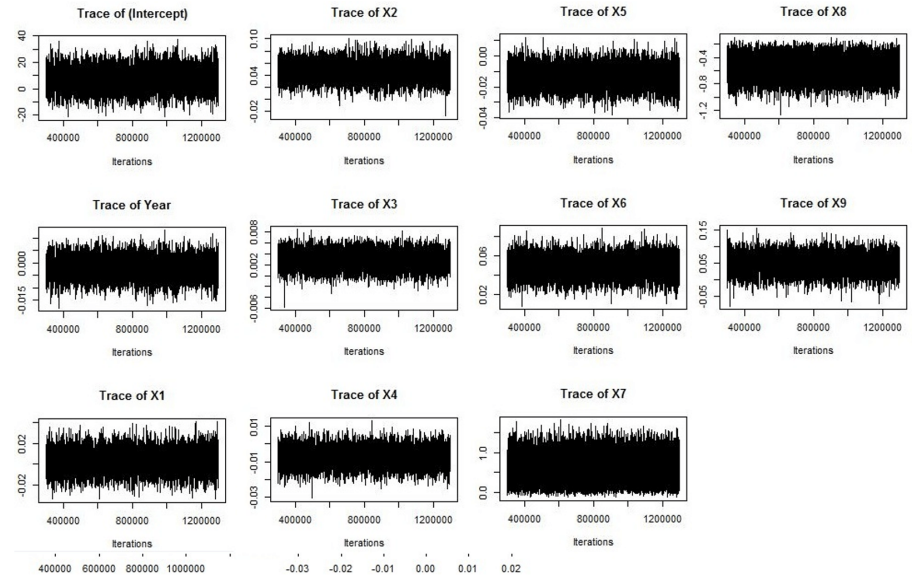 Trace of (Intercept)
40
20
0
-20
400000 800000 1200000
Iterations
Trace of X2
0.10
0.04
-0.02
400000 800000 1200000
Iterations
Trace of X5
0.00
-0.02
-0.04
400000 800000 1200000
Iterations
Trace of X8
-0.4
-0.8
-1.2
400000 800000 1200000
Iterations
Trace of Year
0.000
-0.015
400000 800000 1200000
Iterations
Trace of X3
0.008
0.002
-0.006
400000 800000 1200000
Iterations
Trace of X6
0.06
0.02
400000 800000 1200000
Iterations
Trace of X9
0.15
0.05
-0.05
400000 800000 1200000
Iterations
Trace of X1
0.02
-0.02
400000 800000 1200000
Iterations
Trace of X4
0.01
-0.01
-0.03
400000 800000 1200000
Iterations
Trace of X7
1.0
0.0
400000 800000 1200000
Iterations
400000 600000 800000 1000000
-0.03 -0.02 -0.01 0.00 0.01 0.02